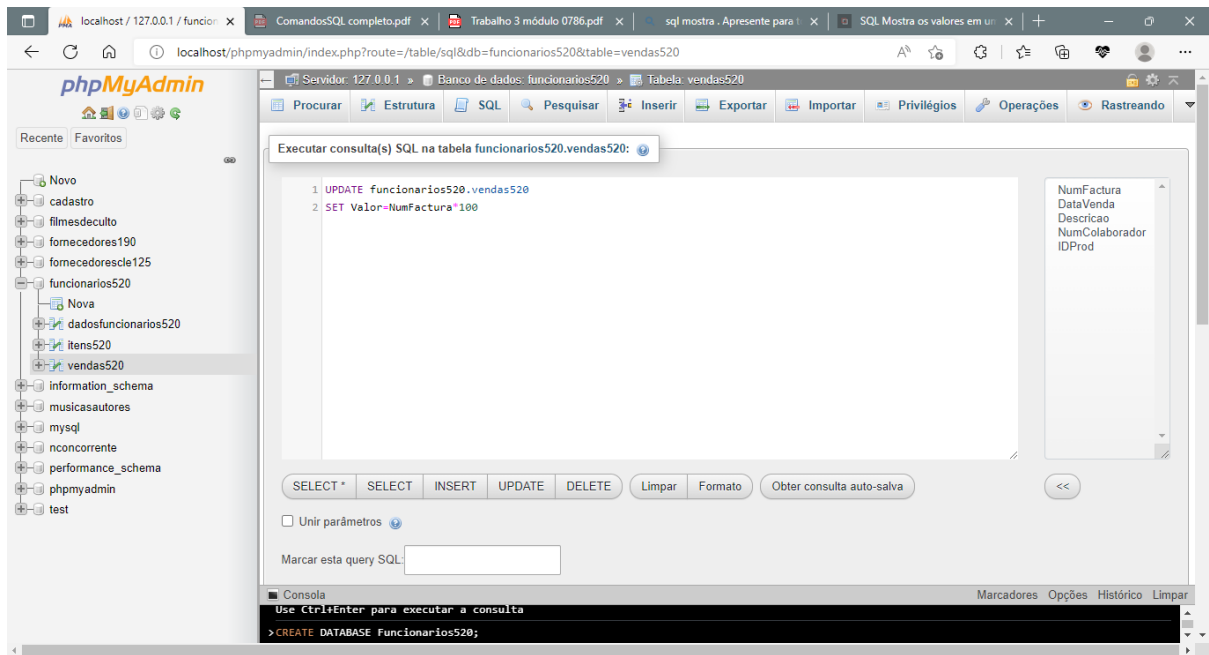 localhost / 127.0.0.1 / funcion
ComandosSQL completo.pdf
Trabalho 3 módulo 0786.pdf
sql mostra . Apresente para t
SQL Mostra os valores em un
localhost/phpmyadmin/index.php?route=/table/sql&db=funcionarios520&table=vendas520
phpMyAdmin
Recente Favoritos
Novo
cadastro
filmesdeculto
fornecedores190
fornecedorescle125
funcionarios520
Nova
dadosfuncionarios520
itens520
vendas520
information_schema
musicasautores
mysql
nconcorrente
performance_schema
phpmyadmin
test
Servidor: 127.0.0.1 » Banco de dados: funcionarios520 » Tabela: vendas520
Procurar Estrutura SQL Pesquisar Inserir Exportar Importar Privilégios Operações Rastreando
Executar consulta(s) SQL na tabela funcionarios520.vendas520:
1 UPDATE funcionarios520.vendas520
2 SET Valor=NumFactura*100
NumFactura
DataVenda
Descricao
NumColaborador
IDProd
SELECT * SELECT INSERT UPDATE DELETE Limpar Formato Obter consulta auto-salva <<
Unir parâmetros
Marcar esta query SQL:
Consola Marcadores Opções Histórico Limpar
Use Ctrl+Enter para executar a consulta
>CREATE DATABASE Funcionarios520;